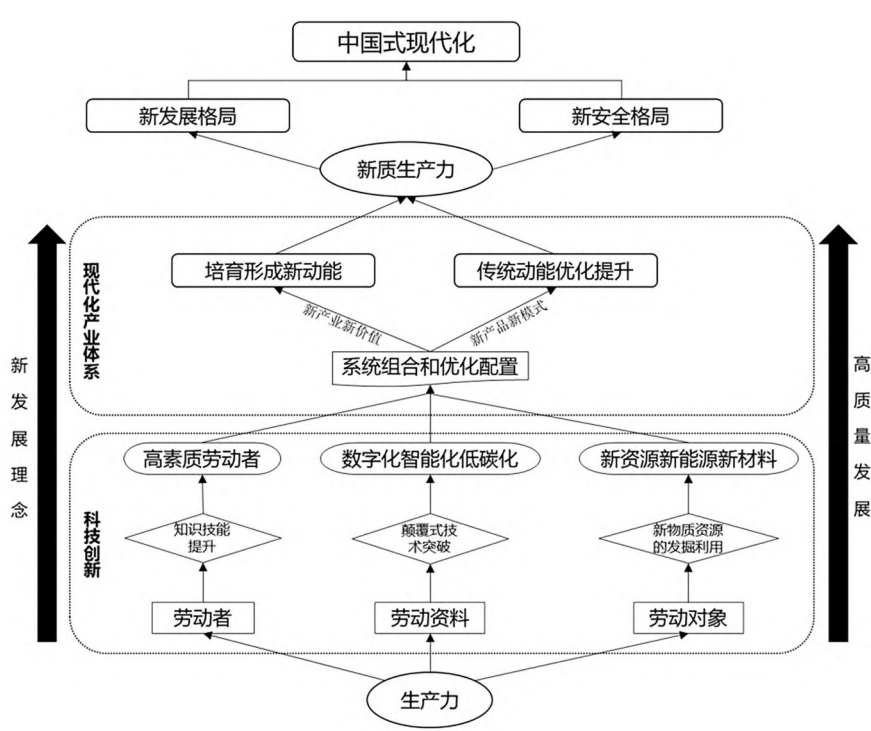 中国式现代化
新发展格局
新安全格局
新质生产力
现代化产业体系
培育形成新动能
传统动能优化提升
新产业新价值
新产品新模式
系统组合和优化配置
新发展理念
高质量发展
科技创新
高素质劳动者
数字化智能化低碳化
新资源新能源新材料
知识技能
提升
颠覆式技
术突破
新物质资源
的发掘利用
劳动者
劳动资料
劳动对象
生产力